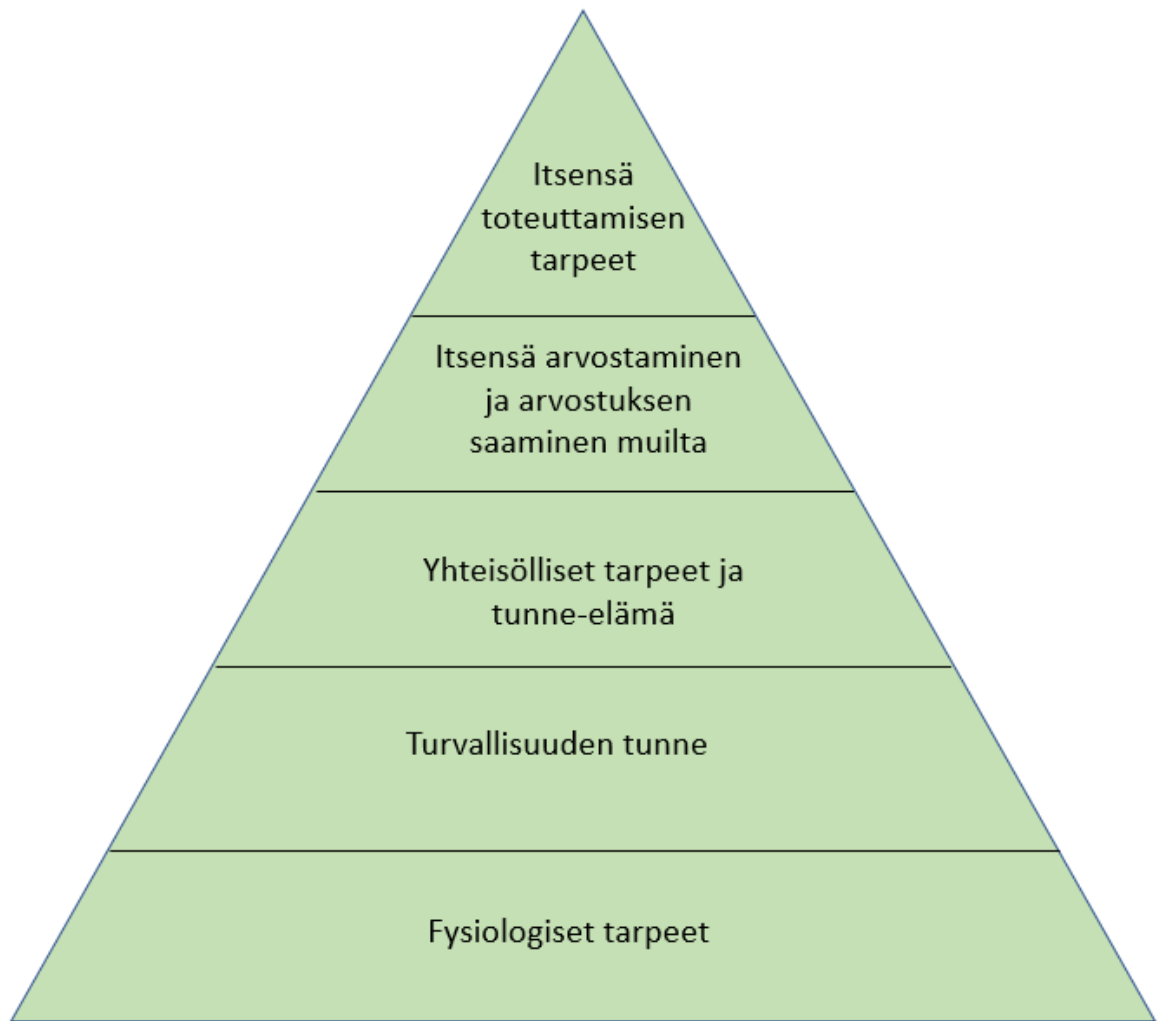 Itsensä
toteuttamisen
tarpeet
Itsensä arvostaminen
ja arvostuksen
saaminen muilta
Yhteisölliset tarpeet ja
tunne-elämä
Turvallisuuden tunne
Fysiologiset tarpeet